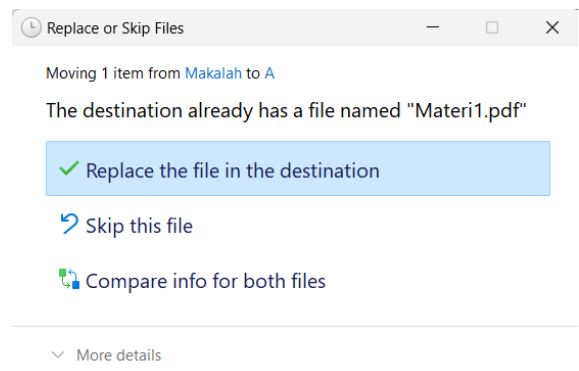 Replace or Skip Files
Moving 1 item from Makalah to A
The destination already has a file named "Materi1.pdf"
Replace the file in the destination
Skip this file
Compare info for both files
More details